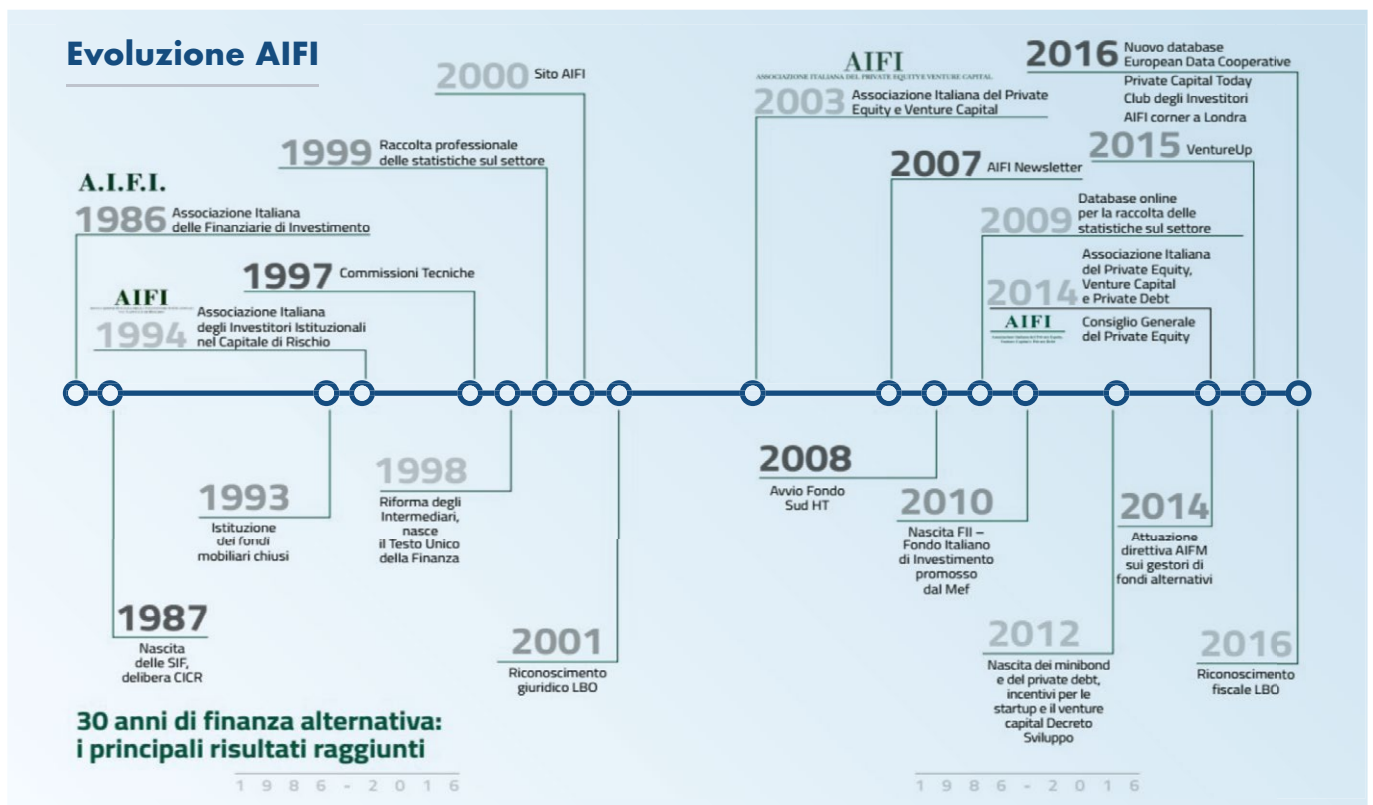 Evoluzione AIFI
A.I.F.I.
1986
Associazione Italiana
delle Finanziarie di Investimento
AIFI
1994
Associazione Italiana
degli Investitori Istituzionali
nel Capitale di Rischio
1997
Commissioni Tecniche
1999
Raccolta professionale
delle statistiche sul settore
2000
Sito AIFI
AIFI
ASSOCIAZIONE ITALIANA DEL PRIVATE EQUITY E VENTURE CAPITAL
2003
Associazione Italiana del Private
Equity e Venture Capital
2007
AIFI Newsletter
2009
Database online
per la raccolta delle
statistiche sul settore
2014
Associazione Italiana
del Private Equity,
Venture Capital
e Private Debt
AIFI
Consiglio Generale
del Private Equity
2015
VentureUp
2016
Nuovo database
European Data Cooperative
Private Capital Today
Club degli Investitori
AIFI corner a Londra
1987
Nascita
delle SIF,
delibera CICR
1993
Istituzione
dei fondi
mobiliari chiusi
1998
Riforma degli
Intermediari,
nasce
il Testo Unico
della Finanza
2001
Riconoscimento
giuridico LBO
2008
Avvio Fondo
Sud HT
2010
Nascita FII –
Fondo Italiano
di Investimento
promosso
dal Mef
2012
Nascita dei minibond
e del private debt,
incentivi per le
startup e il venture
capital Decreto
Sviluppo
2014
Attuazione
direttiva AIFM
sui gestori di
fondi alternativi
2016
Riconoscimento
fiscale LBO
30 anni di finanza alternativa:
i principali risultati raggiunti
1986-2016
1986-2016